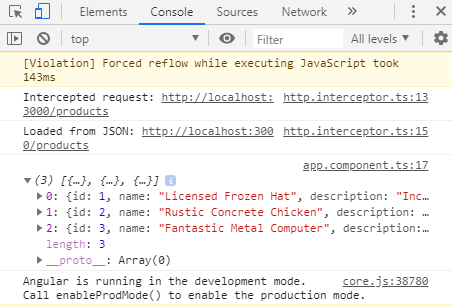 Elements Console Sources Network
top Filter All levels
[Violation] Forced reflow while executing JavaScript took
143ms
Intercepted request: http://localhost: http.interceptor.ts:13
3000/products
Loaded from JSON: http://localhost:300 http.interceptor.ts:15
0/products
app.component.ts:17
(3) [{…}, {…}, {…}] i
0: {id: 1, name: "Licensed Frozen Hat", description: "Inc…
1: {id: 2, name: "Rustic Concrete Chicken", description: …
2: {id: 3, name: "Fantastic Metal Computer", description:…
length: 3
__proto__: Array(0)
Angular is running in the development mode. core.js:38780
Call enableProdMode() to enable the production mode.